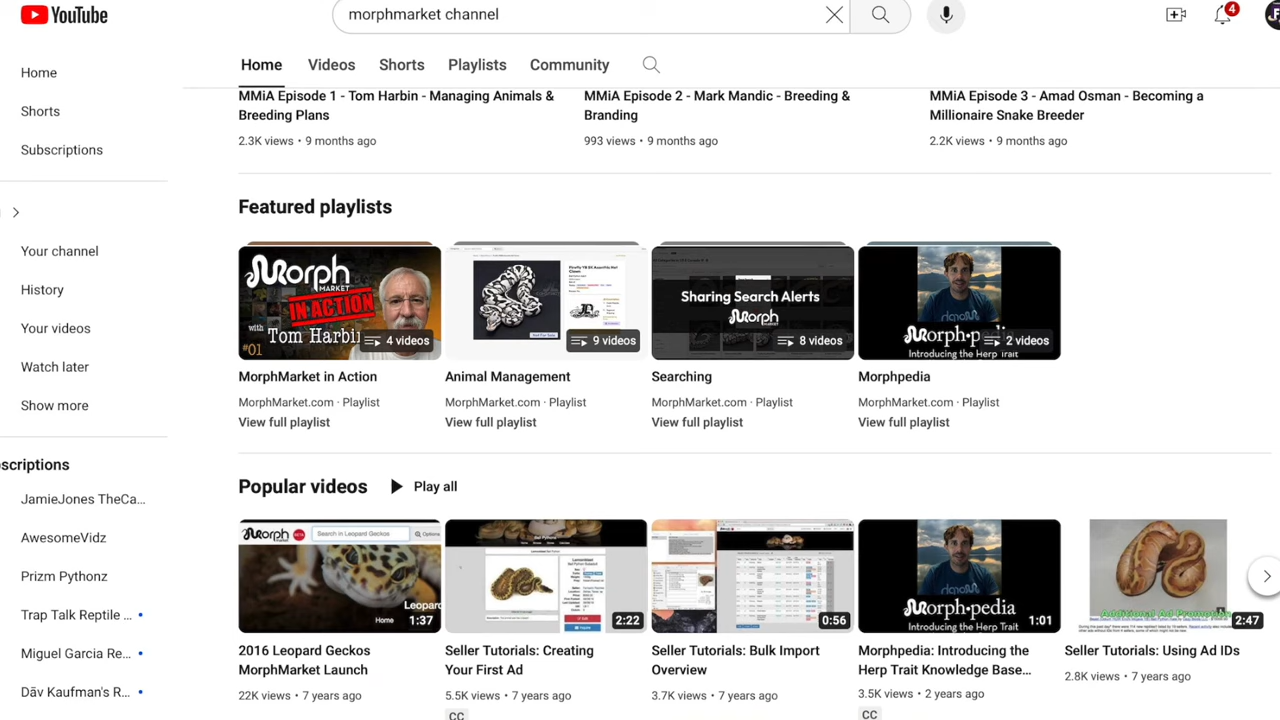 YouTube
morphmarket channel
4
Home
Shorts
Subscriptions
Your channel
History
Your videos
Watch later
Show more
scriptions
JamieJones TheCa...
AwesomeVidz
Prizm Pythonz
Trap Talk Reptile ...
Miguel Garcia Re...
Dāv Kaufman's R...
Home Videos Shorts Playlists Community
MMiA Episode 1 - Tom Harbin - Managing Animals &
Breeding Plans
2.3K views • 9 months ago
MMiA Episode 2 - Mark Mandic - Breeding &
Branding
993 views • 9 months ago
MMiA Episode 3 - Amad Osman - Becoming a
Millionaire Snake Breeder
2.2K views • 9 months ago
Featured playlists
Morph
MARKET
IN ACTION
with
Tom Harbi
#01
4 videos
MorphMarket in Action
MorphMarket.com · Playlist
View full playlist
9 videos
Animal Management
MorphMarket.com · Playlist
View full playlist
Sharing Search Alerts
Morph
MARKET
8 videos
Searching
MorphMarket.com · Playlist
View full playlist
Morph·pedia
Introducing the Herp Trait
2 videos
Morphpedia
MorphMarket.com · Playlist
View full playlist
Popular videos Play all
Morph
Search in Leopard Geckos
Options
Leopard
Home
1:37
2016 Leopard Geckos
MorphMarket Launch
22K views • 7 years ago
2:22
Seller Tutorials: Creating
Your First Ad
5.5K views • 7 years ago
CC
0:56
Seller Tutorials: Bulk Import
Overview
3.7K views • 7 years ago
Morph·pedia
Introducing the Herp Trait
1:01
Morphpedia: Introducing the
Herp Trait Knowledge Base...
3.5K views • 2 years ago
CC
Additional Ad Promotion
2:47
Seller Tutorials: Using Ad IDs
2.8K views • 7 years ago